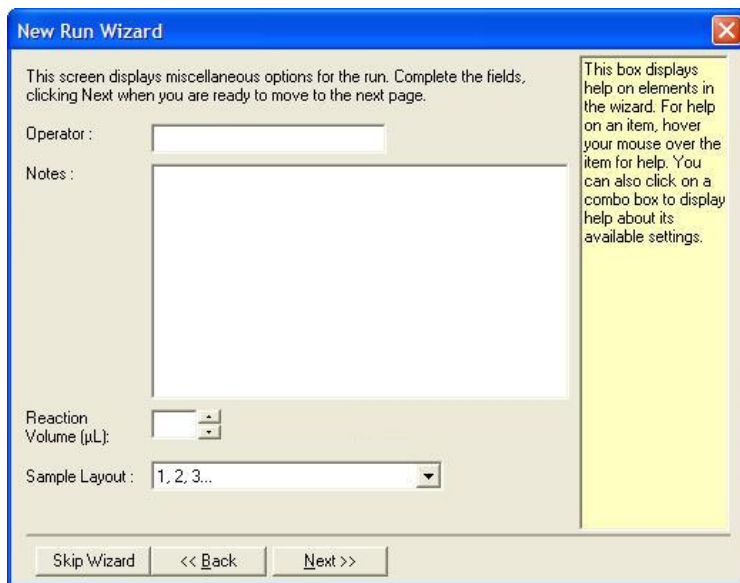 New Run Wizard
This screen displays miscellaneous options for the run. Complete the fields,
clicking Next when you are ready to move to the next page.
Operator :
Notes :
Reaction
Volume (µL):
Sample Layout :
1, 2, 3...
This box displays
help on elements in
the wizard. For help
on an item, hover
your mouse over the
item for help. You
can also click on a
combo box to display
help about its
available settings.
Skip Wizard
<< Back
Next >>